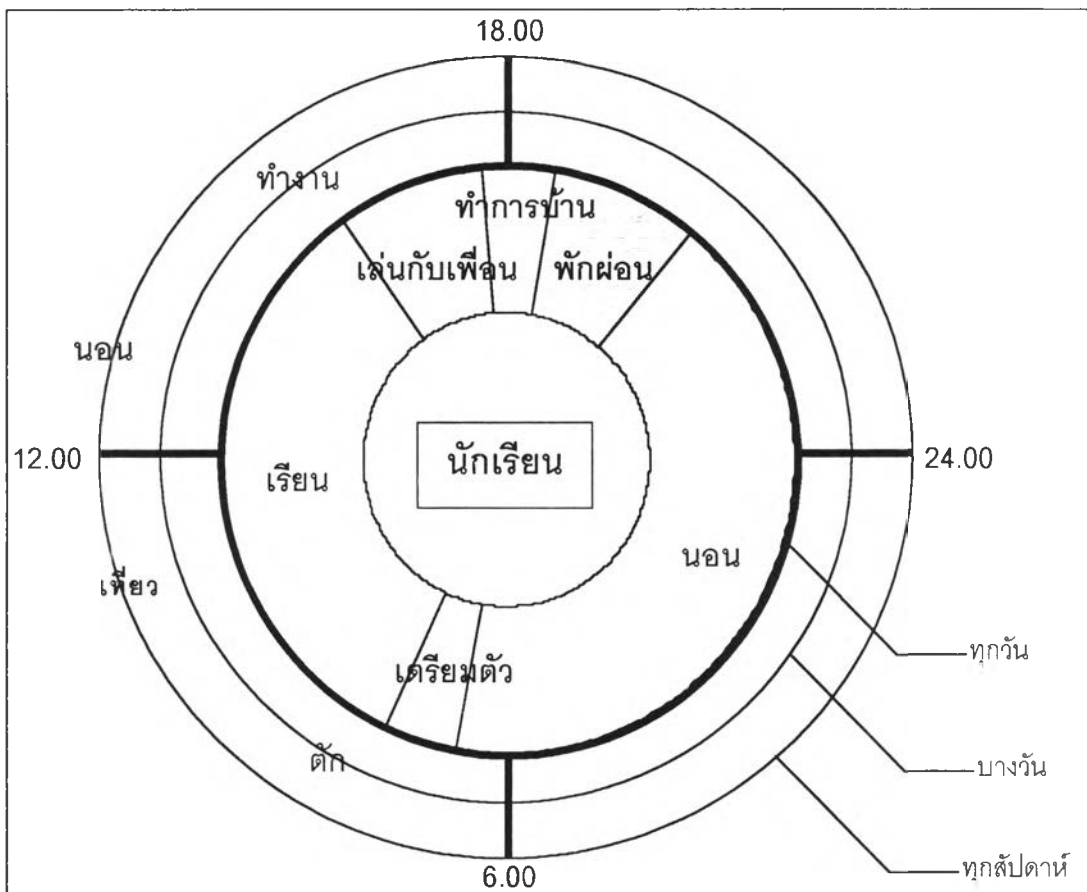 18.00
ทำงาน
ทำการบ้าน
เล่นกับเพื่อน
พักผ่อน
นอน
12.00
นักเรียน
24.00
เรียน
นอน
เที่ยว
ทุกวัน
เตรียมตัว
ตัก
บางวัน
6.00
ทุกสัปดาห์